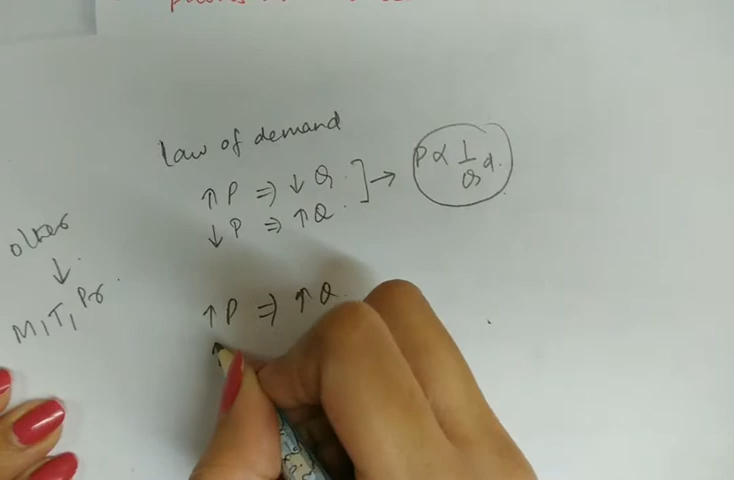 Law of demand
↑ P ⇒ ↓ Q. ] → P ∝ 1/Qd.
↓ P ⇒ ↑ Q.
other
↓
M, T, Pr.
↑ P ⇒ ↑ Q.